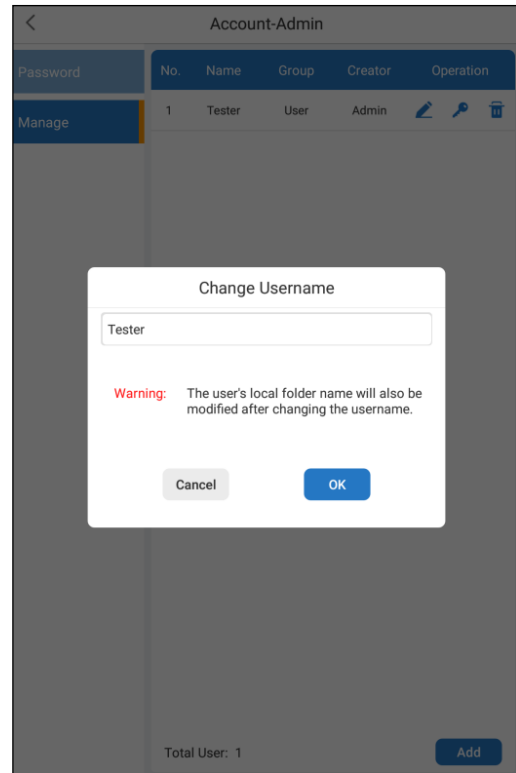 Account-Admin
Password
Manage
No. Name Group Creator Operation
1 Tester User Admin
Change Username
Tester
Warning: The user's local folder name will also be
modified after changing the username.
Cancel OK
Total User: 1 Add